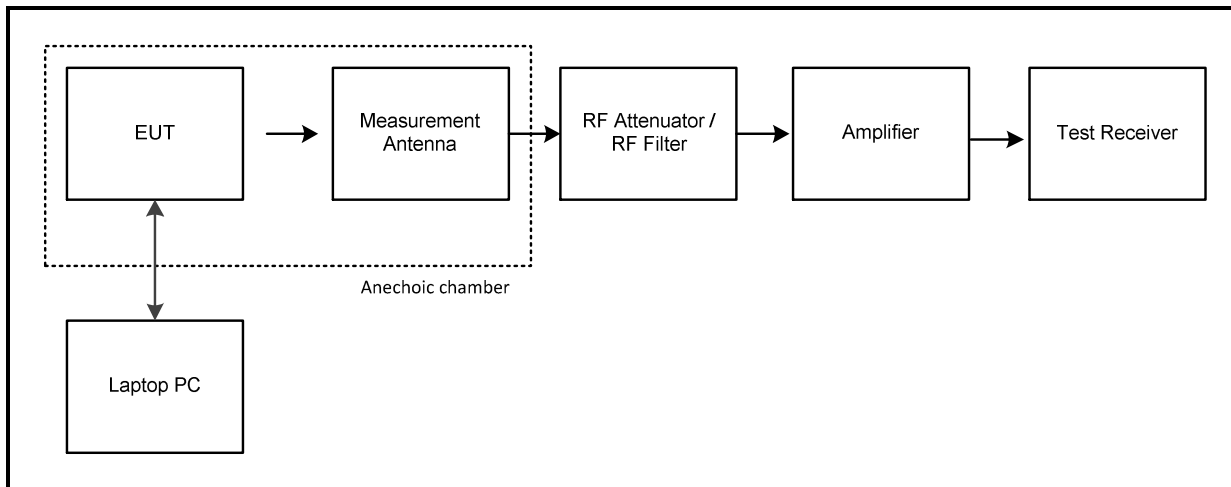 EUT
Measurement
Antenna
RF Attenuator /
RF Filter
Amplifier
Test Receiver
Anechoic chamber
Laptop PC